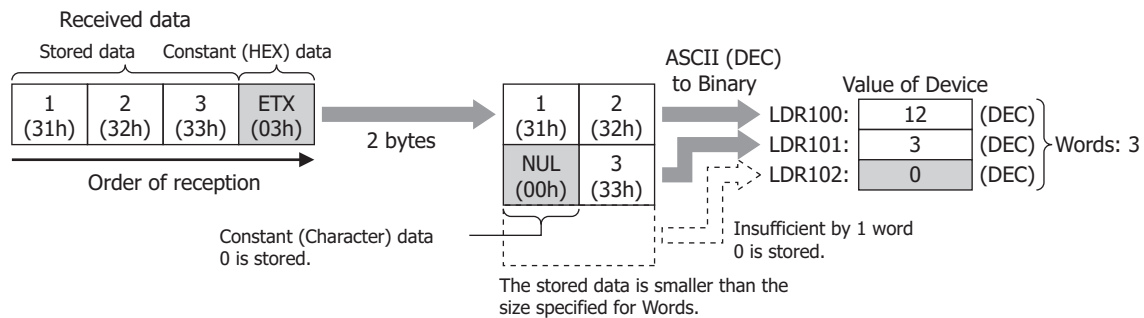 Received data
Stored data
Constant (HEX) data
1
(31h)
2
(32h)
3
(33h)
ETX
(03h)
Order of reception
2 bytes
1
(31h)
2
(32h)
NUL
(00h)
3
(33h)
Constant (Character) data
0 is stored.
The stored data is smaller than the
size specified for Words.
ASCII (DEC)
to Binary
Value of Device
LDR100: 12 (DEC)
LDR101: 3 (DEC)
LDR102: 0 (DEC)
Words: 3
Insufficient by 1 word
0 is stored.